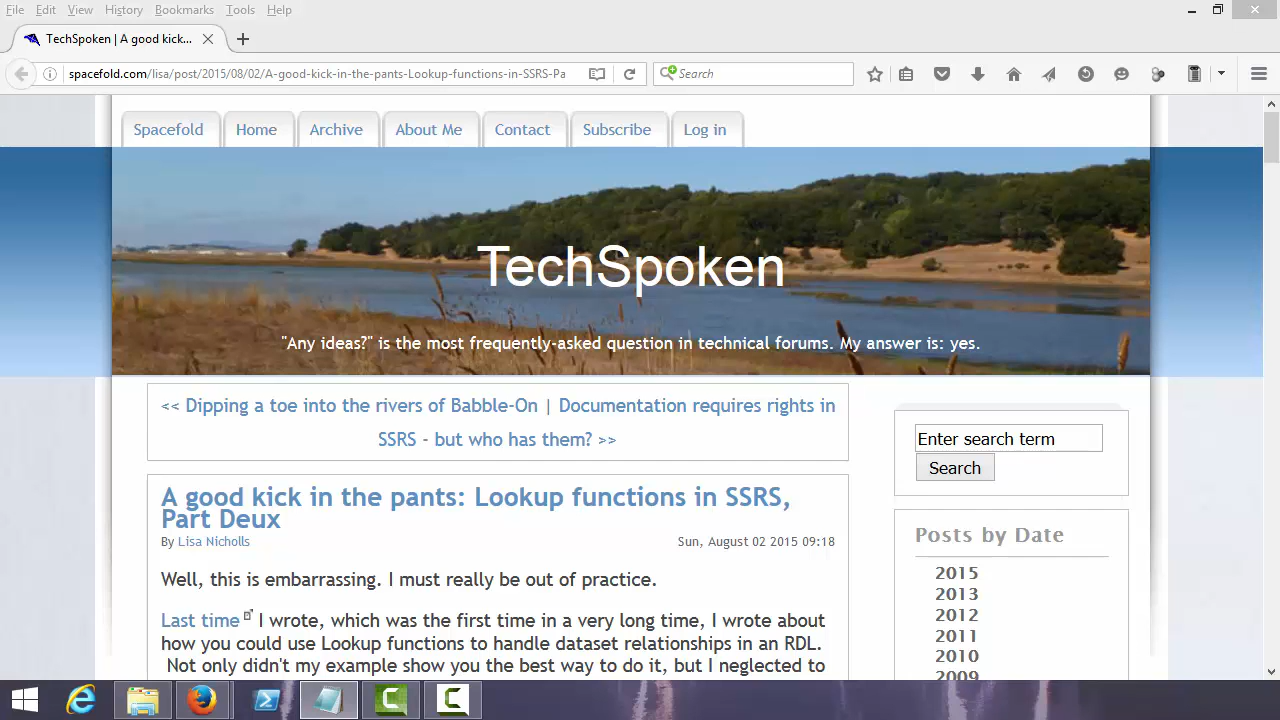 File Edit View History Bookmarks Tools Help
TechSpoken | A good kick...
spacefold.com/lisa/post/2015/08/02/A-good-kick-in-the-pants-Lookup-functions-in-SSRS-Pa
Search
Spacefold Home Archive About Me Contact Subscribe Log in
TechSpoken
"Any ideas?" is the most frequently-asked question in technical forums. My answer is: yes.
<< Dipping a toe into the rivers of Babble-On | Documentation requires rights in
SSRS - but who has them? >>
Enter search term
Search
A good kick in the pants: Lookup functions in SSRS,
Part Deux
By Lisa Nicholls
Sun, August 02 2015 09:18
Well, this is embarrassing. I must really be out of practice.
Last time I wrote, which was the first time in a very long time, I wrote about
how you could use Lookup functions to handle dataset relationships in an RDL.
Not only didn't my example show you the best way to do it, but I neglected to
Posts by Date
2015
2013
2012
2011
2010
2009